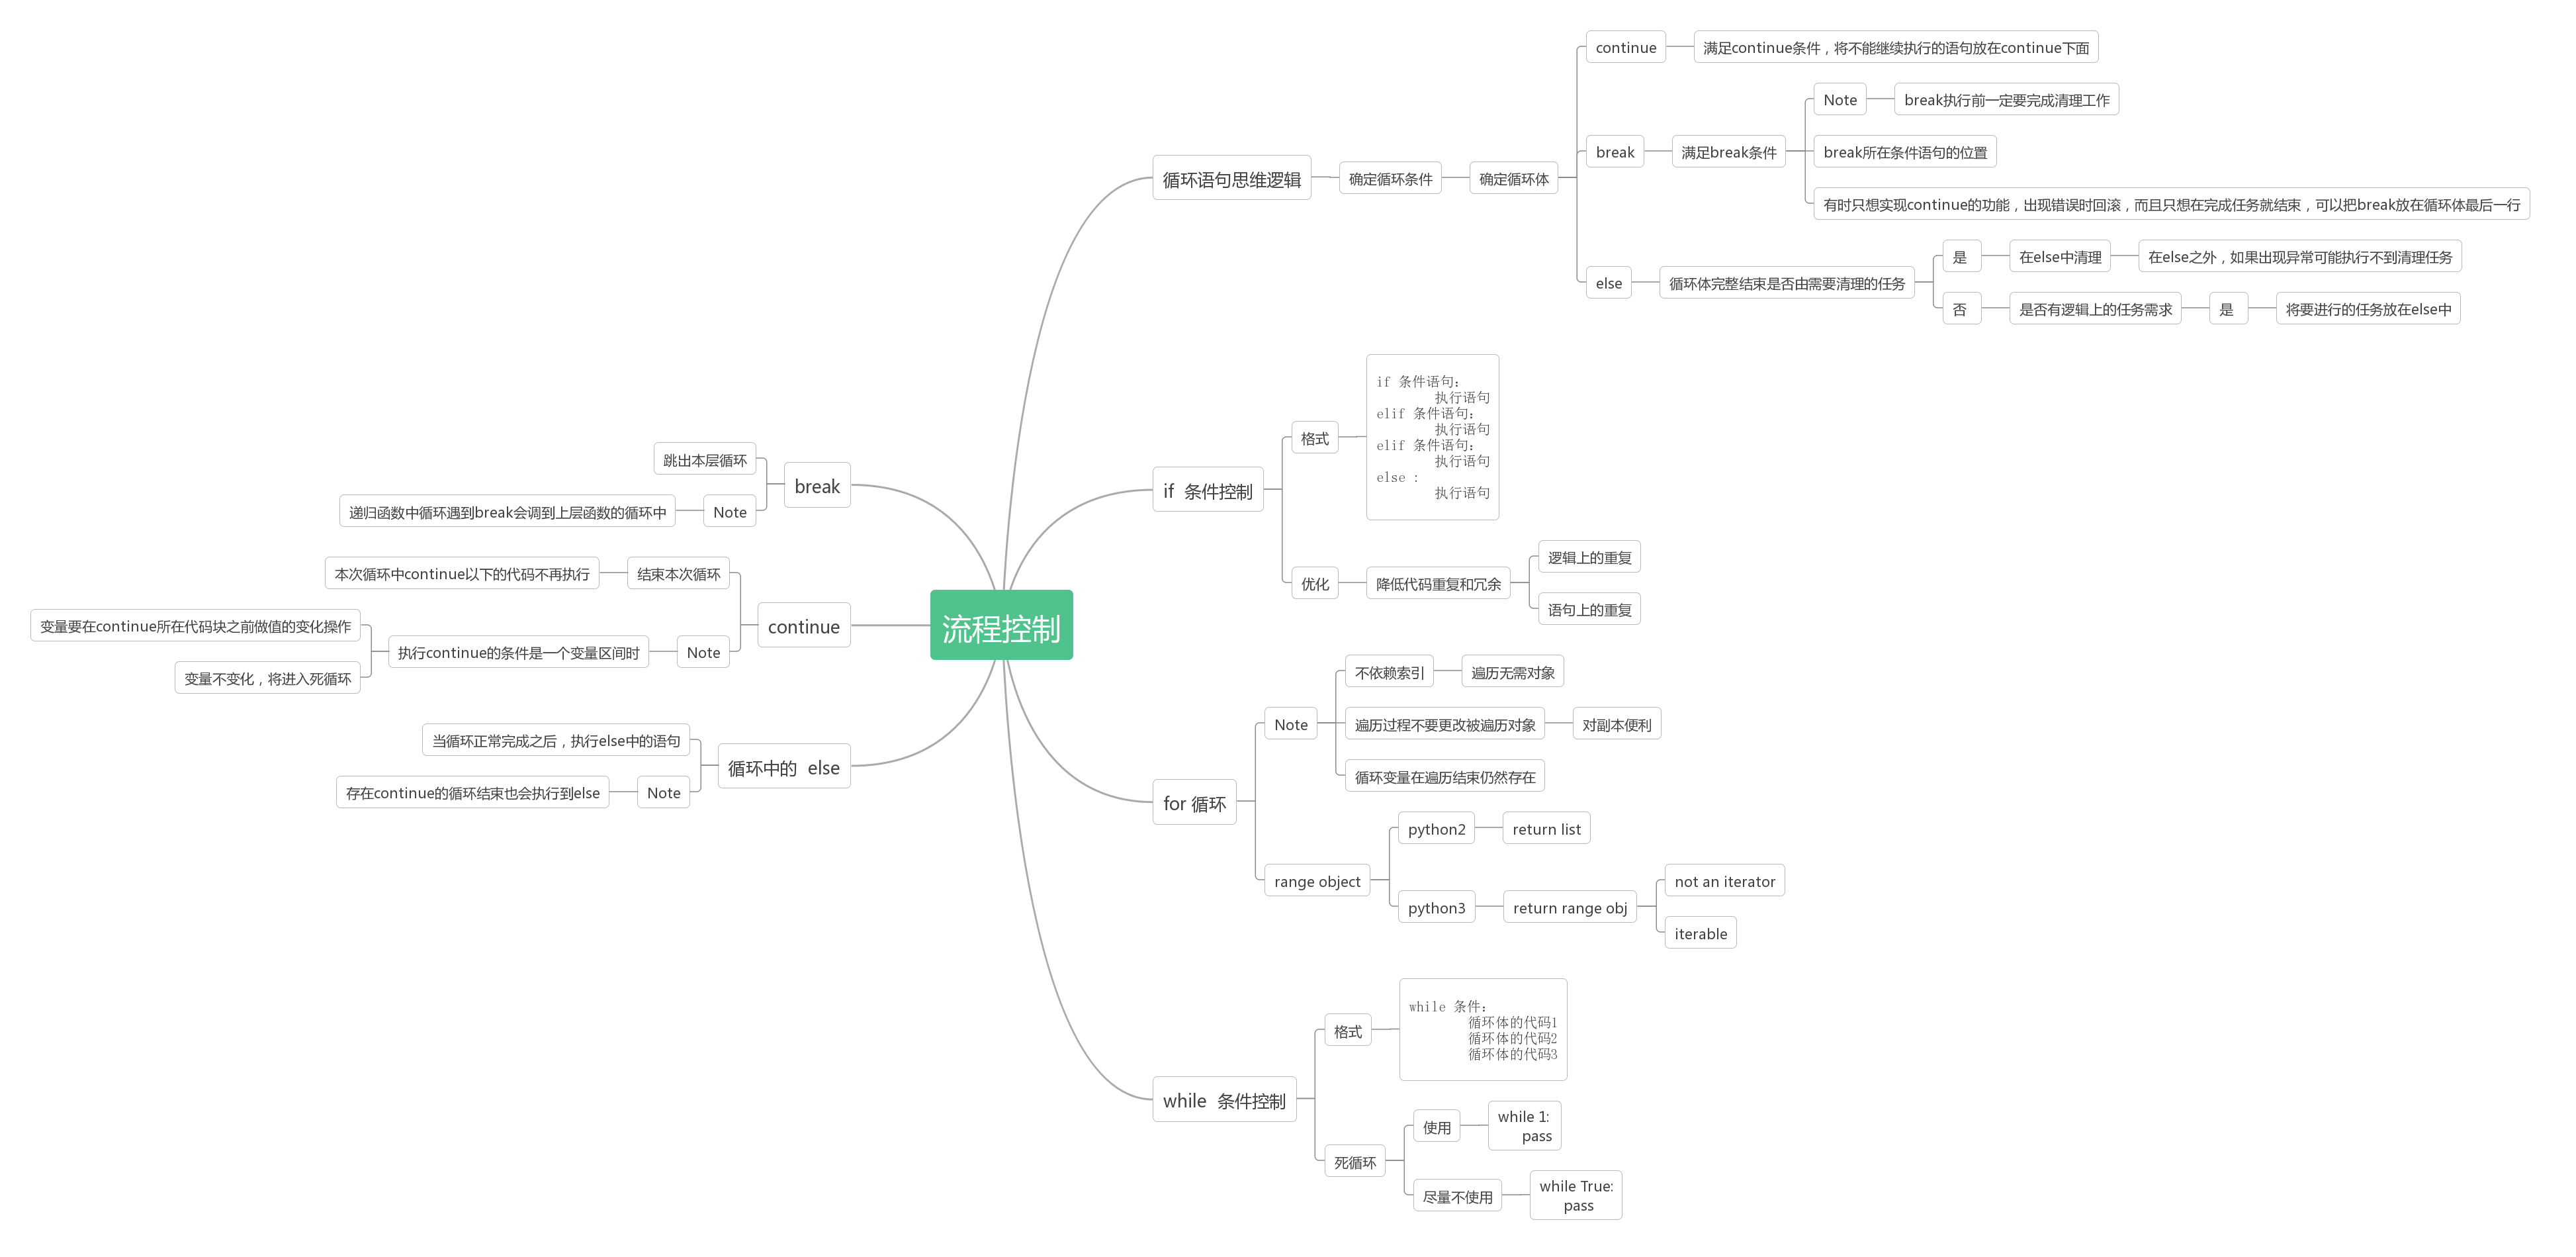 流程控制
循环语句思维逻辑
确定循环条件
确定循环体
continue
满足continue条件，将不能继续执行的语句放在continue下面
break
满足break条件
Note
break执行前一定要完成清理工作
break所在条件语句的位置
有时只想实现continue的功能，出现错误时回滚，而且只想在完成任务就结束，可以把break放在循环体最后一行
else
循环体完整结束是否由需要清理的任务
是
在else中清理
在else之外，如果出现异常可能执行不到清理任务
否
是否有逻辑上的任务需求
是
将要进行的任务放在else中
if 条件控制
格式
if 条件语句：
执行语句
elif 条件语句：
执行语句
elif 条件语句：
执行语句
else :
执行语句
优化
降低代码重复和冗余
逻辑上的重复
语句上的重复
for 循环
Note
不依赖索引
遍历无需对象
遍历过程不要更改被遍历对象
对副本便利
循环变量在遍历结束仍然存在
range object
python2
return list
python3
return range obj
not an iterator
iterable
while 条件控制
格式
while 条件：
循环体的代码1
循环体的代码2
循环体的代码3
死循环
使用
while 1:
pass
尽量不使用
while True:
pass
break
跳出本层循环
Note
递归函数中循环遇到break会调到上层函数的循环中
continue
结束本次循环
本次循环中continue以下的代码不再执行
Note
执行continue的条件是一个变量区间时
变量要在continue所在代码块之前做值的变化操作
变量不变化，将进入死循环
循环中的 else
当循环正常完成之后，执行else中的语句
Note
存在continue的循环结束也会执行到else